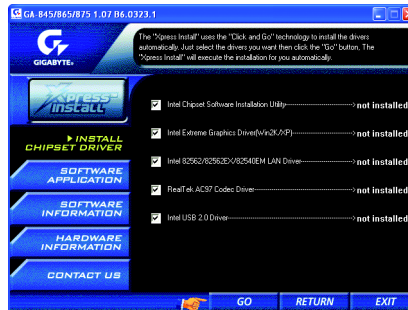 GA-845/865/875 1.07 B6.0323.1
The "Xpress Install" uses the "Click and Go" technology to install the drivers
automatically. Just select the drivers you want then click the "GO" button. The
"Xpress Install" will execute the installation for you automatically.
GIGABYTE
Xpress
Install
INSTALL
CHIPSET DRIVER
SOFTWARE
APPLICATION
SOFTWARE
INFORMATION
HARDWARE
INFORMATION
CONTACT US
Intel Chipset Software Installation Utility not installed
Intel Extreme Graphics Driver(Win2K/XP) not installed
Intel 82562/82562EX/82540EM LAN Driver not installed
RealTek AC97 Codec Driver not installed
Intel USB 2.0 Driver not installed
GO RETURN EXIT